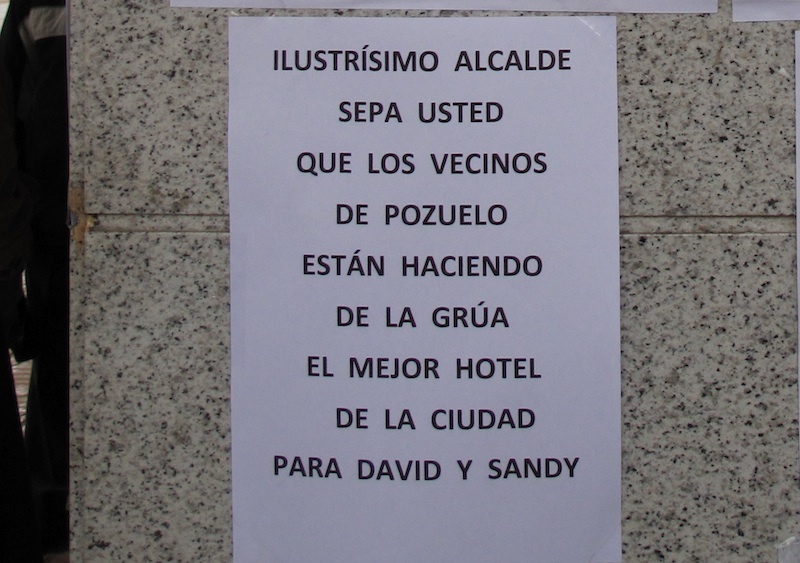 ILUSTRÍSIMO ALCALDE
SEPA USTED
QUE LOS VECINOS
DE POZUELO
ESTÁN HACIENDO
DE LA GRÚA
EL MEJOR HOTEL
DE LA CIUDAD
PARA DAVID Y SANDY